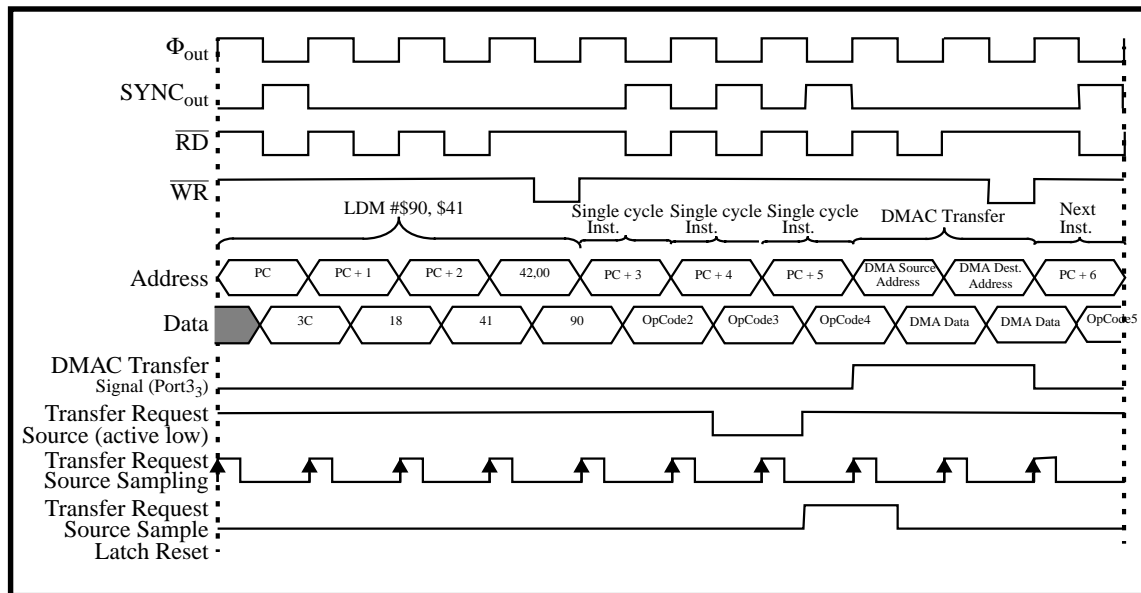 Φout
SYNCout
RD
WR
LDM #$90, $41
Single cycle Inst.
Single cycle Inst.
Single cycle Inst.
DMAC Transfer
Next Inst.
Address
PC
PC + 1
PC + 2
42,00
PC + 3
PC + 4
PC + 5
DMA Source Address
DMA Dest. Address
PC + 6
Data
3C
18
41
90
OpCode2
OpCode3
OpCode4
DMA Data
DMA Data
OpCode5
DMAC Transfer
Signal (Port33)
Transfer Request
Source (active low)
Transfer Request
Source Sampling
Transfer Request
Source Sample
Latch Reset